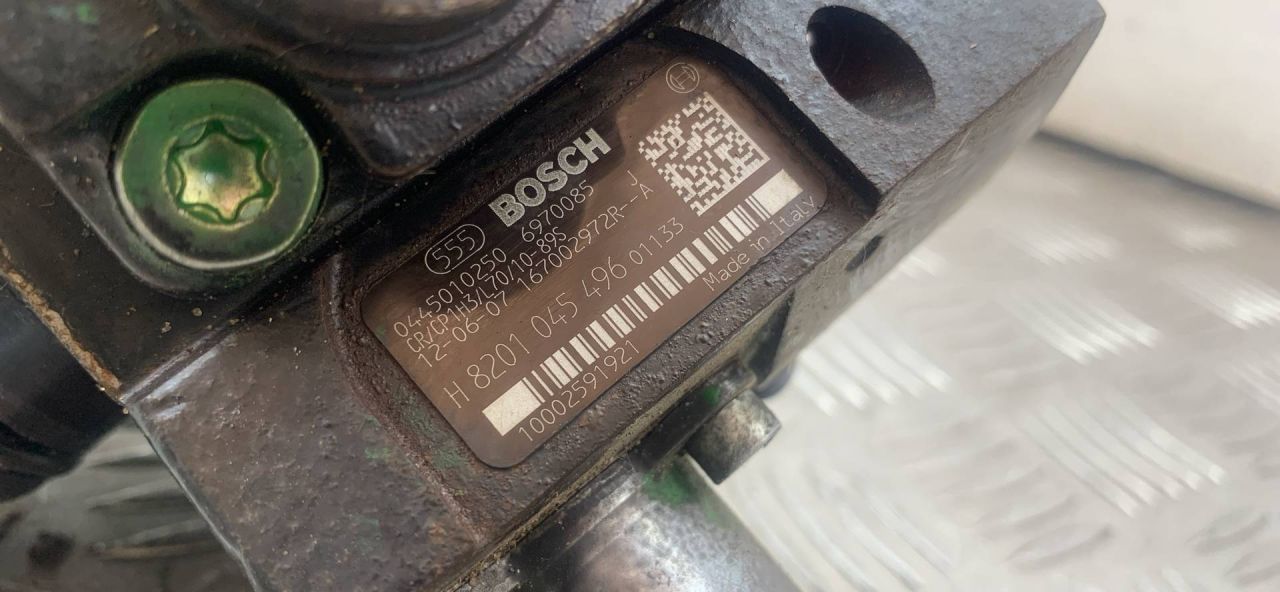 BOSCH
555
0445010250 6970085
CR/CP1H3/L70/10-89S J
12-06-07 167002972R--A
H 8201 045 496 01133
10002591921
Made in Italy